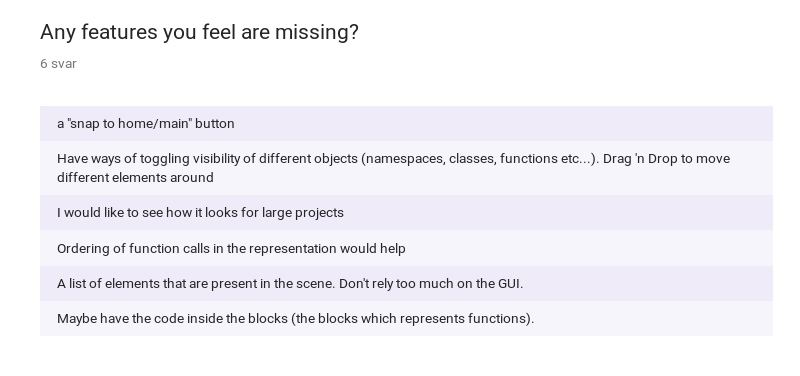 Any features you feel are missing?
6 svar
a "snap to home/main" button
Have ways of toggling visibility of different objects (namespaces, classes, functions etc...). Drag 'n Drop to move
different elements around
I would like to see how it looks for large projects
Ordering of function calls in the representation would help
A list of elements that are present in the scene. Don't rely too much on the GUI.
Maybe have the code inside the blocks (the blocks which represents functions).